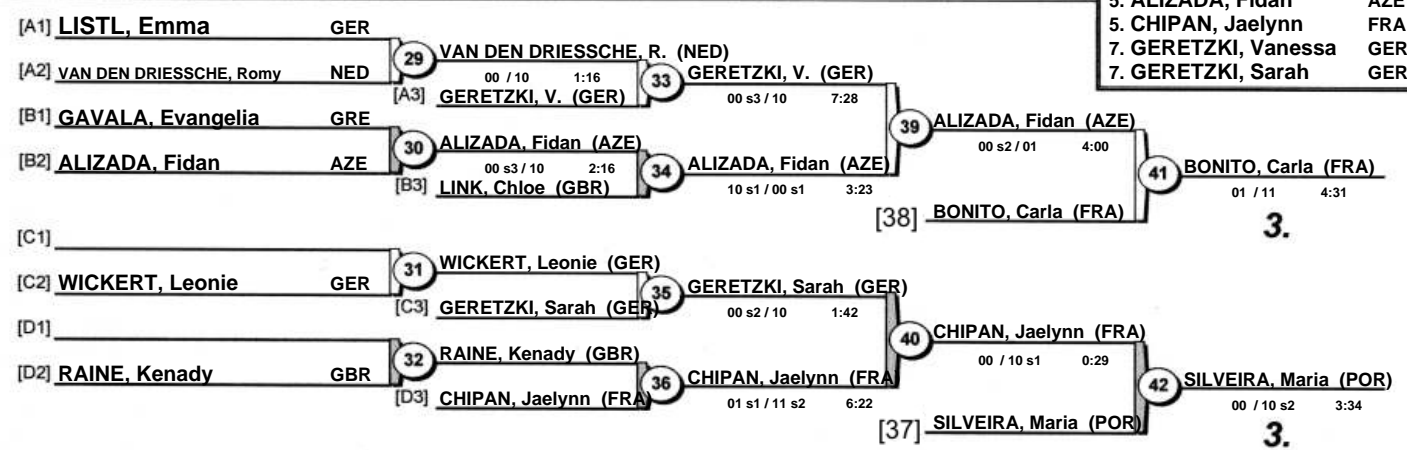 5. ALIZADA, Fidan AZE
5. CHIPAN, Jaelynn FRA
7. GERETZKI, Vanessa GER
7. GERETZKI, Sarah GER
[A1] LISTL, Emma GER
[A2] VAN DEN DRIESSCHE, Romy NED
29
VAN DEN DRIESSCHE, R. (NED)
00 / 10 1:16
[A3] GERETZKI, V. (GER)
33
GERETZKI, V. (GER)
00 s3 / 10 7:28
[B1] GAVALA, Evangelia GRE
[B2] ALIZADA, Fidan AZE
30
ALIZADA, Fidan (AZE)
00 s3 / 10 2:16
[B3] LINK, Chloe (GBR)
34
ALIZADA, Fidan (AZE)
10 s1 / 00 s1 3:23
39
ALIZADA, Fidan (AZE)
00 s2 / 01 4:00
[38] BONITO, Carla (FRA)
41
BONITO, Carla (FRA)
01 / 11 4:31
3.
[C1]
[C2] WICKERT, Leonie GER
31
WICKERT, Leonie (GER)
[C3] GERETZKI, Sarah (GER)
35
GERETZKI, Sarah (GER)
00 s2 / 10 1:42
[D1]
[D2] RAINE, Kenady GBR
32
RAINE, Kenady (GBR)
[D3] CHIPAN, Jaelynn (FRA)
36
CHIPAN, Jaelynn (FRA
01 s1 / 11 s2 6:22
40
CHIPAN, Jaelynn (FRA)
00 / 10 s1 0:29
[37] SILVEIRA, Maria (POR)
42
SILVEIRA, Maria (POR)
00 / 10 s2 3:34
3.